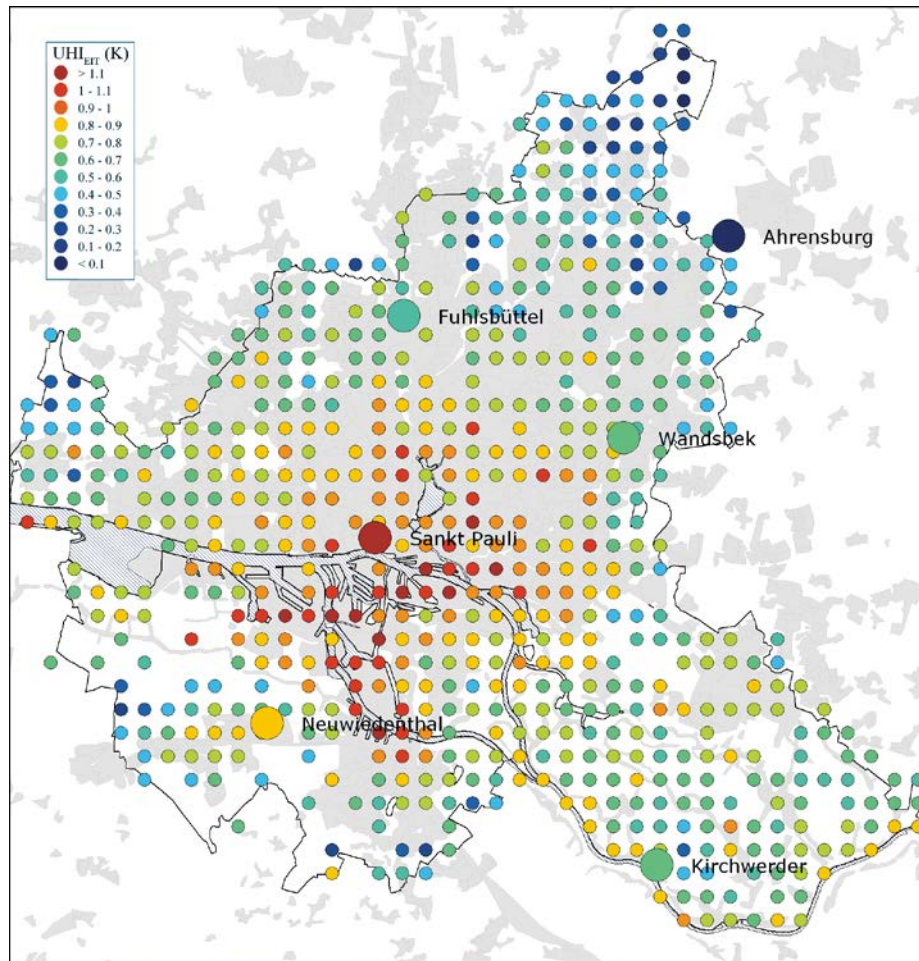 UHI EIT (K)
> 1.1
1 - 1.1
0.9 - 1
0.8 - 0.9
0.7 - 0.8
0.6 - 0.7
0.5 - 0.6
0.4 - 0.5
0.3 - 0.4
0.2 - 0.3
0.1 - 0.2
< 0.1
Ahrensburg
Fuhlsbüttel
Wandsbek
Sankt Pauli
Neuwiedenthal
Kirchwerder